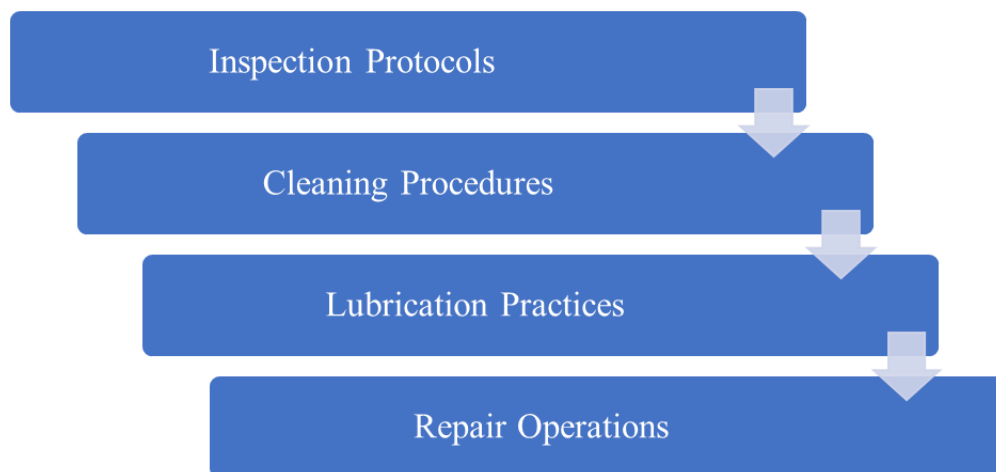 Inspection Protocols
Cleaning Procedures
Lubrication Practices
Repair Operations